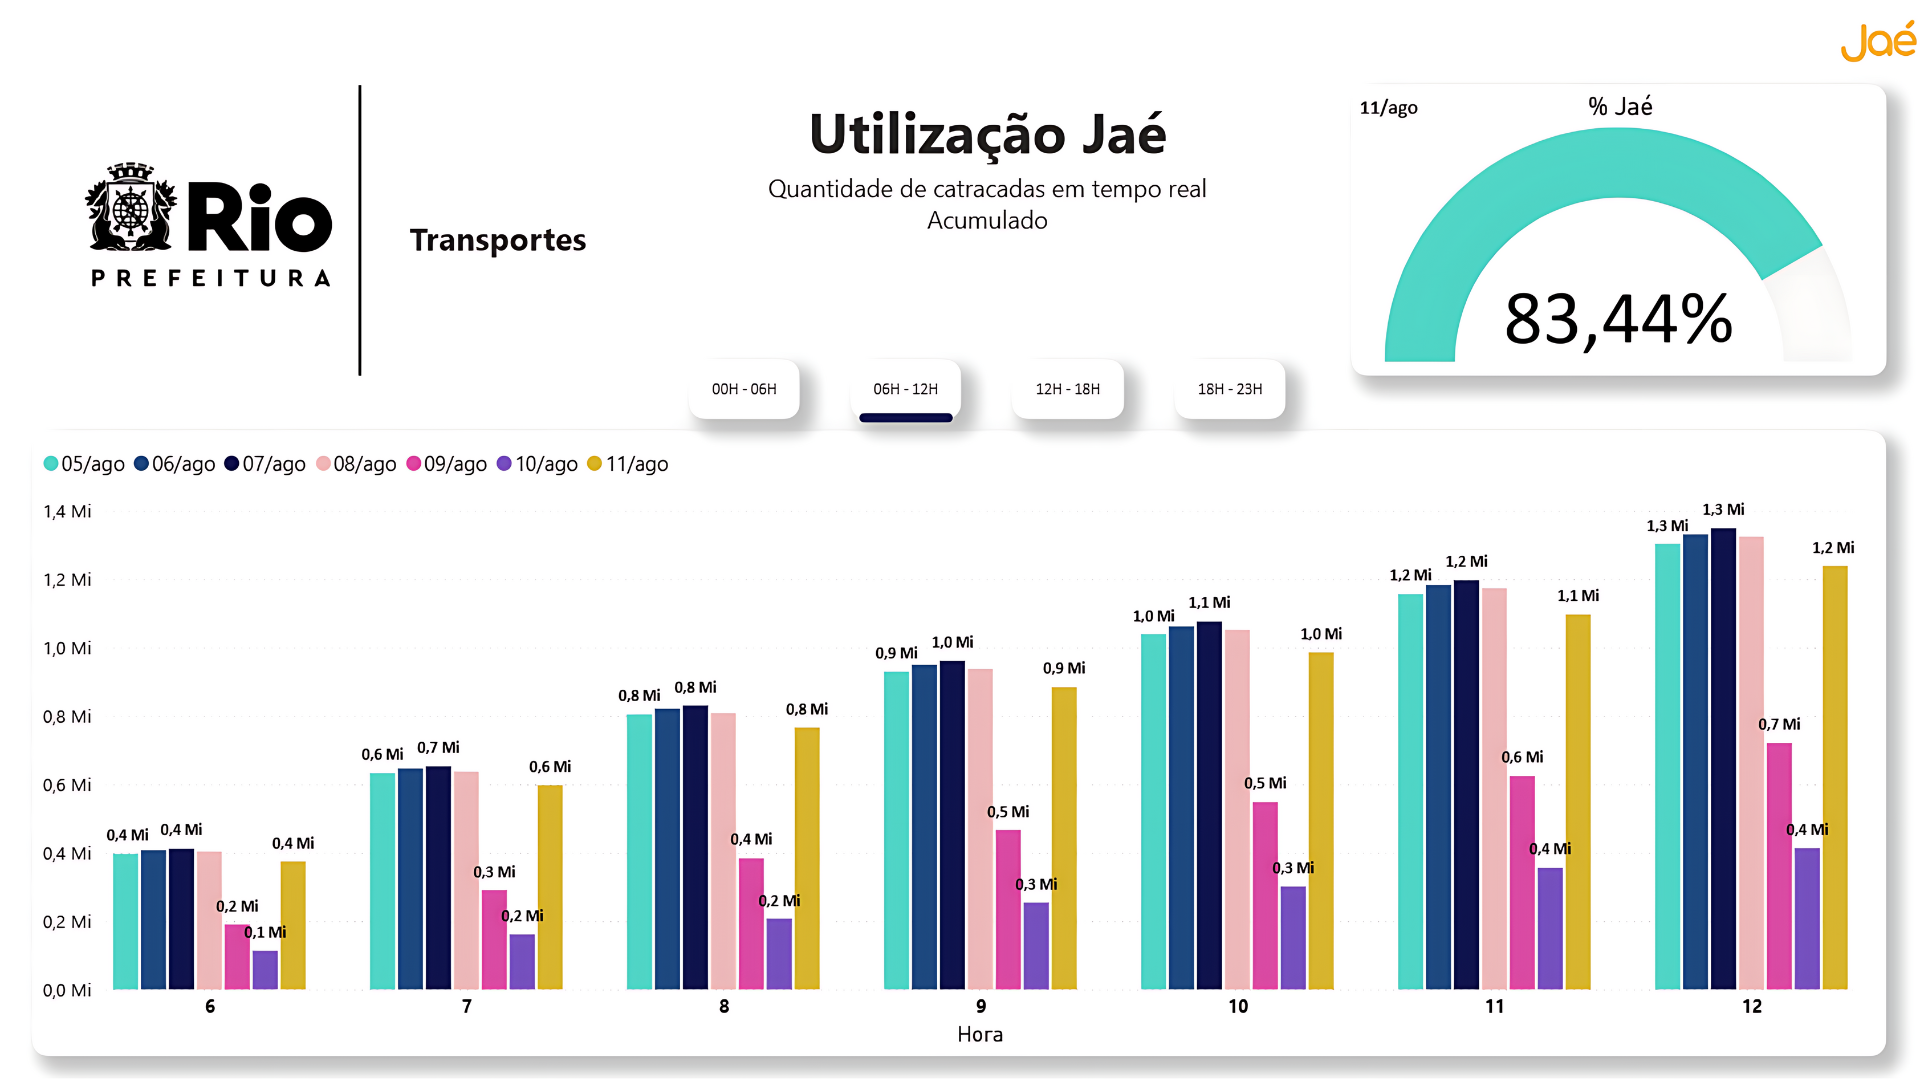 Jaé
Rio
PREFEITURA
Transportes
Utilização Jaé
Quantidade de catracadas em tempo real
Acumulado
11/ago
% Jaé
83,44%
00H - 06H
06H - 12H
12H - 18H
18H - 23H
05/ago 06/ago 07/ago 08/ago 09/ago 10/ago 11/ago
1,4 Mi
1,2 Mi
1,0 Mi
0,8 Mi
0,6 Mi
0,4 Mi
0,2 Mi
0,0 Mi
0,4 Mi 0,4 Mi 0,2 Mi 0,1 Mi 0,4 Mi
0,6 Mi 0,7 Mi 0,3 Mi 0,2 Mi 0,6 Mi
0,8 Mi 0,8 Mi 0,4 Mi 0,2 Mi 0,8 Mi
0,9 Mi 1,0 Mi 0,5 Mi 0,3 Mi 0,9 Mi
1,0 Mi 1,1 Mi 0,5 Mi 0,3 Mi 1,0 Mi
1,2 Mi 1,2 Mi 0,6 Mi 0,4 Mi 1,1 Mi
1,3 Mi 1,3 Mi 0,7 Mi 0,4 Mi 1,2 Mi
6 7 8 9 10 11 12
Hora